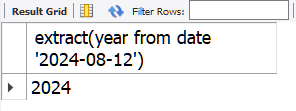 Result Grid Filter Rows:
extract(year from date
'2024-08-12')
2024